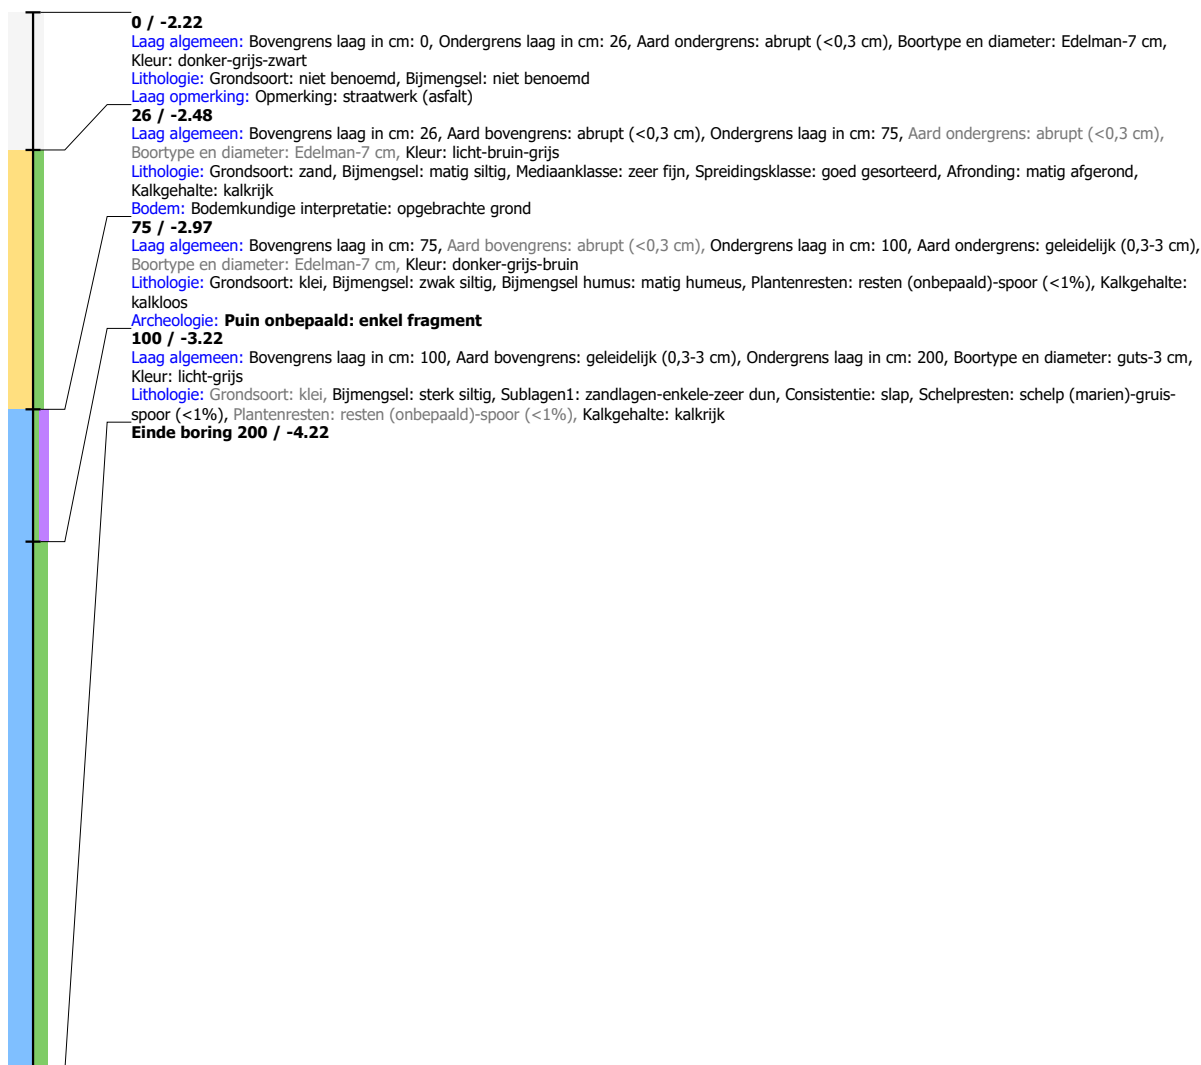 0 / -2.22
Laag algemeen: Bovengrens laag in cm: 0, Ondergrens laag in cm: 26, Aard ondergrens: abrupt (<0,3 cm), Boortype en diameter: Edelman-7 cm,
Kleur: donker-grijs-zwart
Lithologie: Grondsoort: niet benoemd, Bijmengsel: niet benoemd
Laag opmerking: Opmerking: straatwerk (asfalt)
26 / -2.48
Laag algemeen: Bovengrens laag in cm: 26, Aard bovengrens: abrupt (<0,3 cm), Ondergrens laag in cm: 75, Aard ondergrens: abrupt (<0,3 cm),
Boortype en diameter: Edelman-7 cm, Kleur: licht-bruin-grijs
Lithologie: Grondsoort: zand, Bijmengsel: matig siltig, Mediaanklasse: zeer fijn, Spreidingsklasse: goed gesorteerd, Afronding: matig afgerond,
Kalkgehalte: kalkrijk
Bodem: Bodemkundige interpretatie: opgebrachte grond
75 / -2.97
Laag algemeen: Bovengrens laag in cm: 75, Aard bovengrens: abrupt (<0,3 cm), Ondergrens laag in cm: 100, Aard ondergrens: geleidelijk (0,3-3 cm),
Boortype en diameter: Edelman-7 cm, Kleur: donker-grijs-bruin
Lithologie: Grondsoort: klei, Bijmengsel: zwak siltig, Bijmengsel humus: matig humeus, Plantenresten: resten (onbepaald)-spoor (<1%), Kalkgehalte:
kalkloos
Archeologie: Puin onbepaald: enkel fragment
100 / -3.22
Laag algemeen: Bovengrens laag in cm: 100, Aard bovengrens: geleidelijk (0,3-3 cm), Ondergrens laag in cm: 200, Boortype en diameter: guts-3 cm,
Kleur: licht-grijs
Lithologie: Grondsoort: klei, Bijmengsel: sterk siltig, Sublagen1: zandlagen-enkele-zeer dun, Consistentie: slap, Schelpresten: schelp (marien)-gruis-
spoor (<1%), Plantenresten: resten (onbepaald)-spoor (<1%), Kalkgehalte: kalkrijk
Einde boring 200 / -4.22